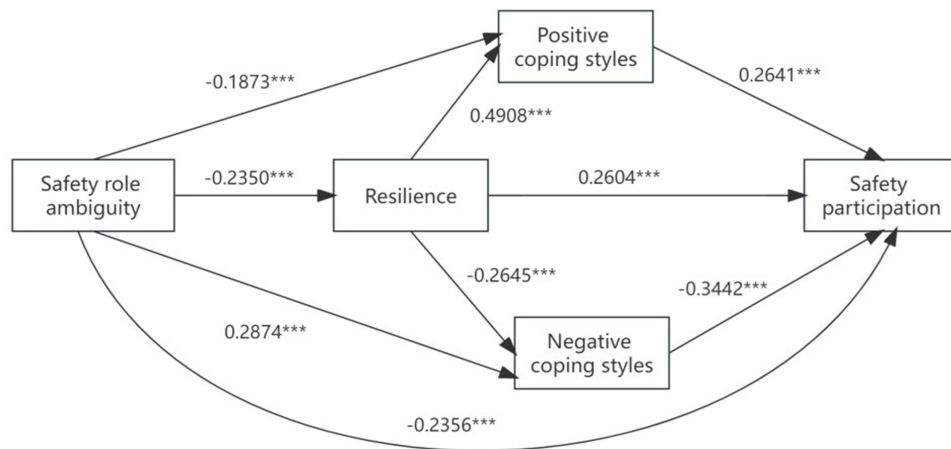 Positive
coping styles
-0.1873***
0.2641***
0.4908***
Safety role
ambiguity
-0.2350***
Resilience
0.2604***
Safety
participation
-0.2645***
-0.3442***
0.2874***
Negative
coping styles
-0.2356***